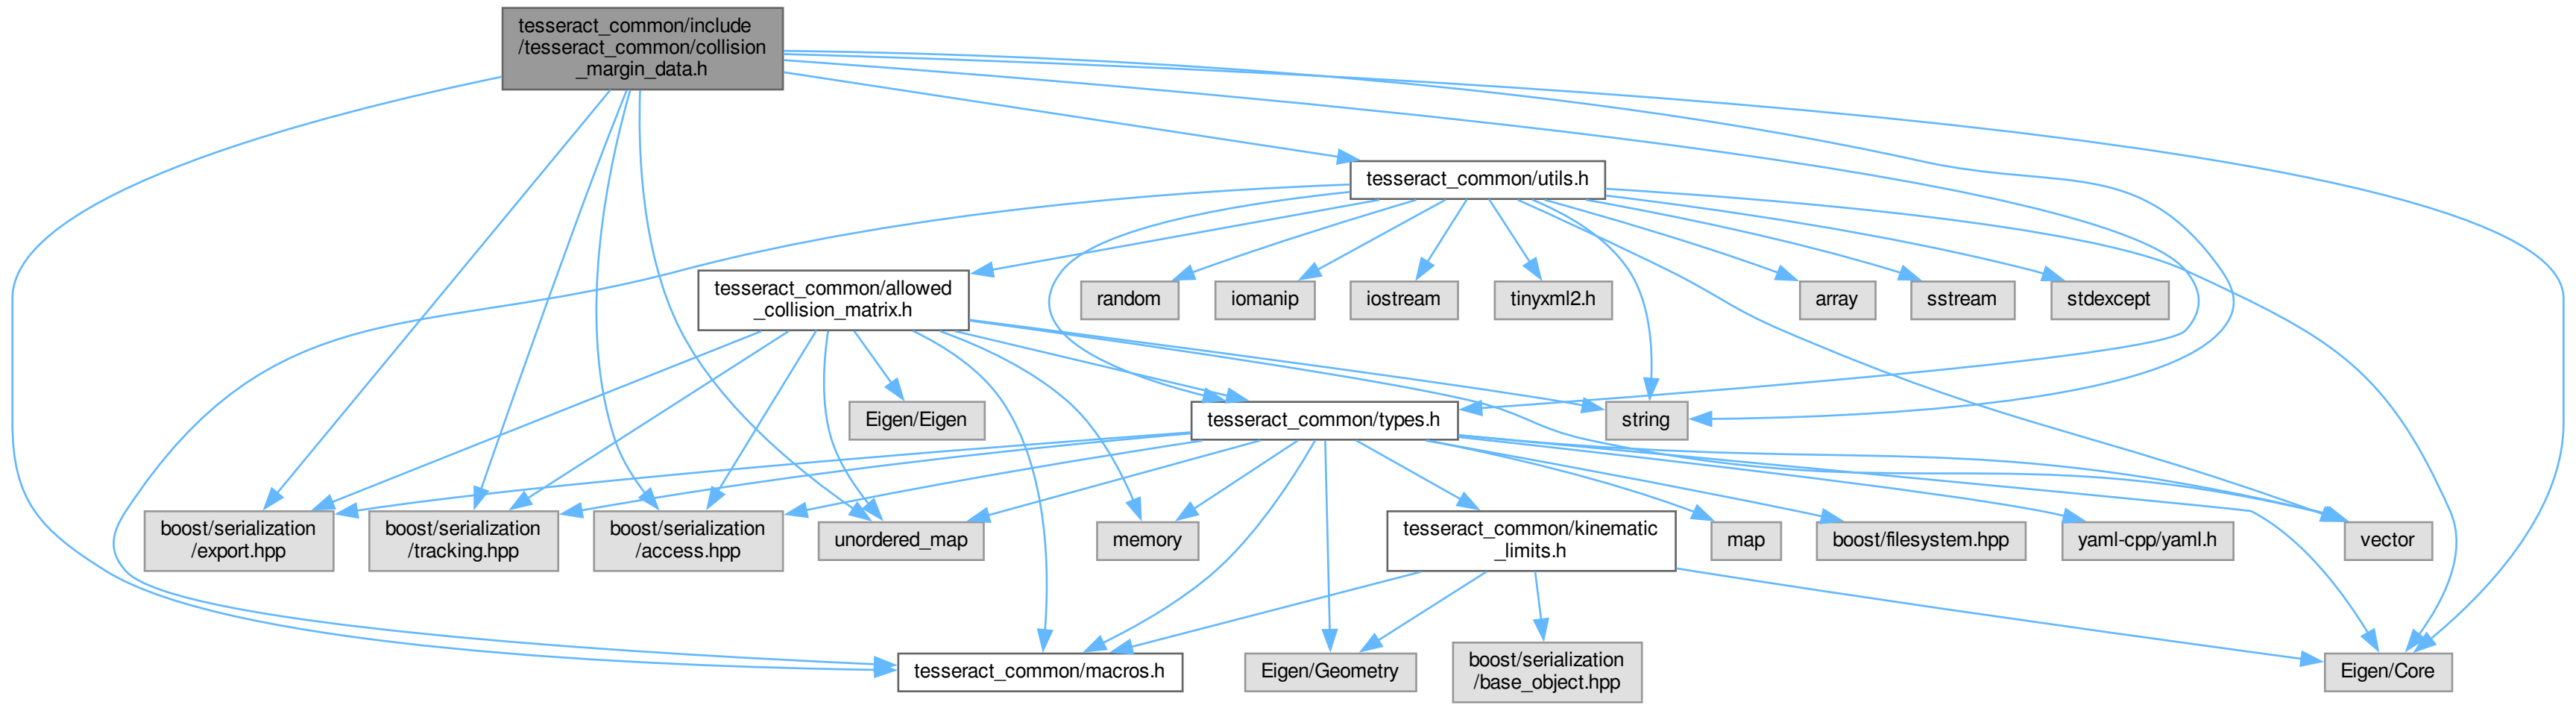 tesseract_common/include
/tesseract_common/collision
_margin_data.h
tesseract_common/utils.h
tesseract_common/allowed
_collision_matrix.h
random
iomanip
iostream
tinyxml2.h
array
sstream
stdexcept
Eigen/Eigen
tesseract_common/types.h
string
boost/serialization
/export.hpp
boost/serialization
/tracking.hpp
boost/serialization
/access.hpp
unordered_map
memory
tesseract_common/kinematic
_limits.h
map
boost/filesystem.hpp
yaml-cpp/yaml.h
vector
tesseract_common/macros.h
Eigen/Geometry
boost/serialization
/base_object.hpp
Eigen/Core